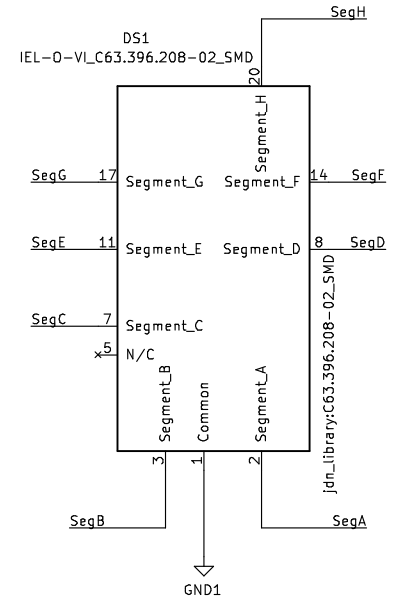 SegH
DS1
IEL-O-VI_C63.396.208-02_SMD
20
Segment_H
SegG 17 Segment_G
Segment_F 14 SegF
SegE 11 Segment_E
Segment_D 8 SegD
SegC 7 Segment_C
5 N/C
Segment_B
Common
Segment_A
jdn_library:C63.396.208-02_SMD
3
1
2
SegB
SegA
GND1